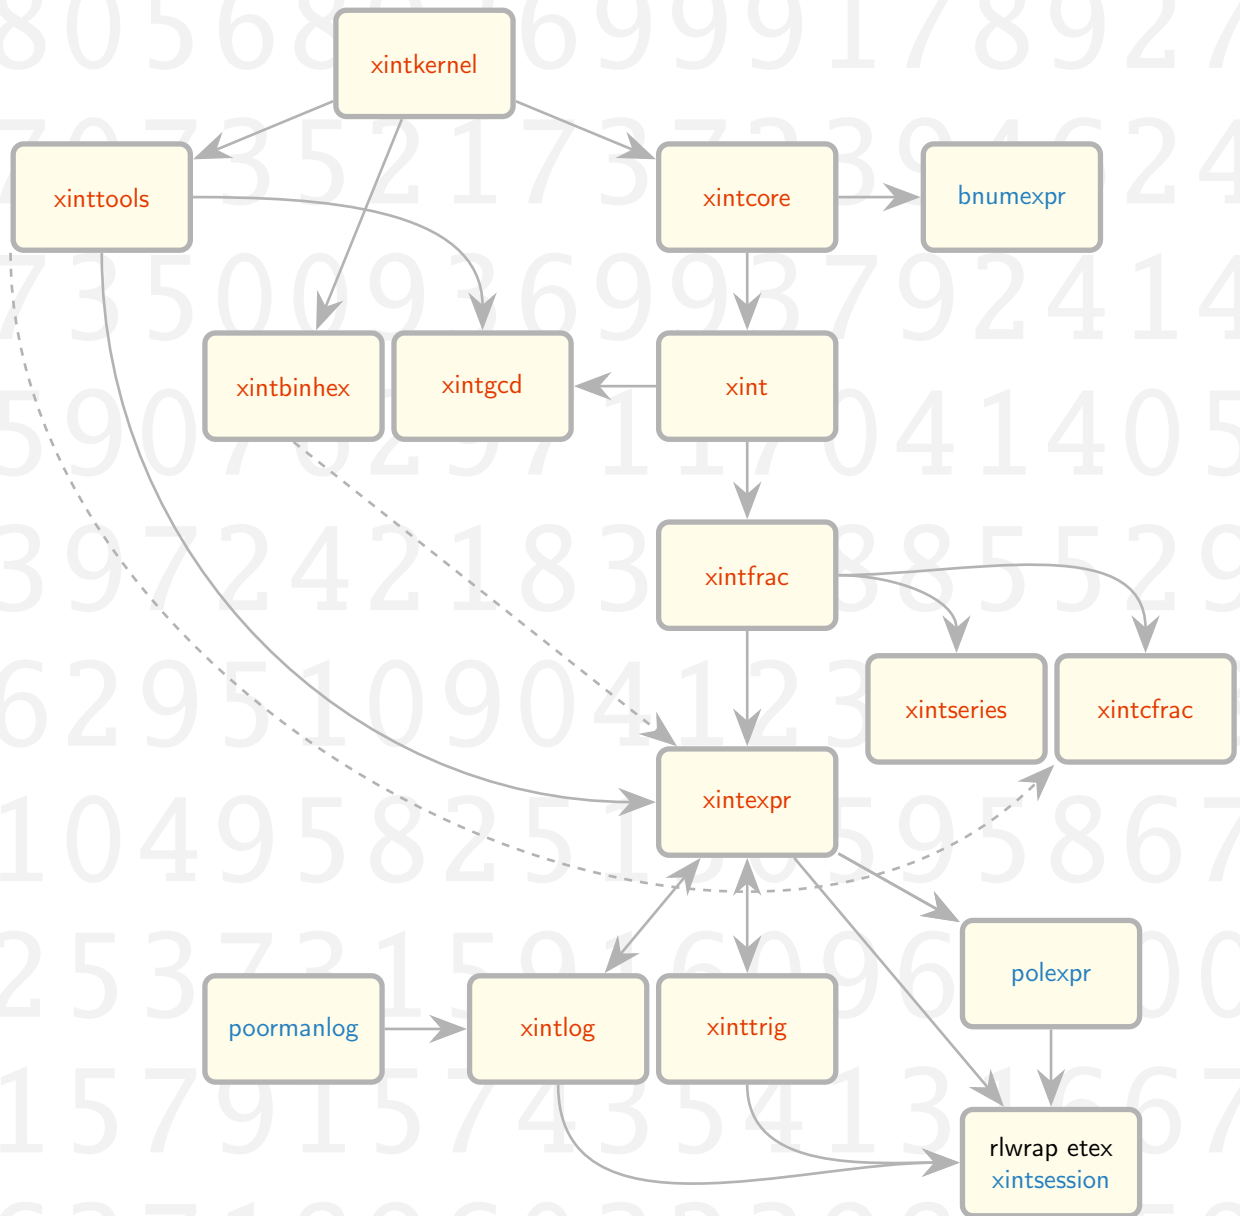 xintkernel
xinttools
xintcore
bnumexpr
xintbinhex
xintgcd
xint
xintfrac
xintseries
xintcfrac
xintexpr
polexpr
poormanlog
xintlog
xinttrig
rlwrap etex
xintsession